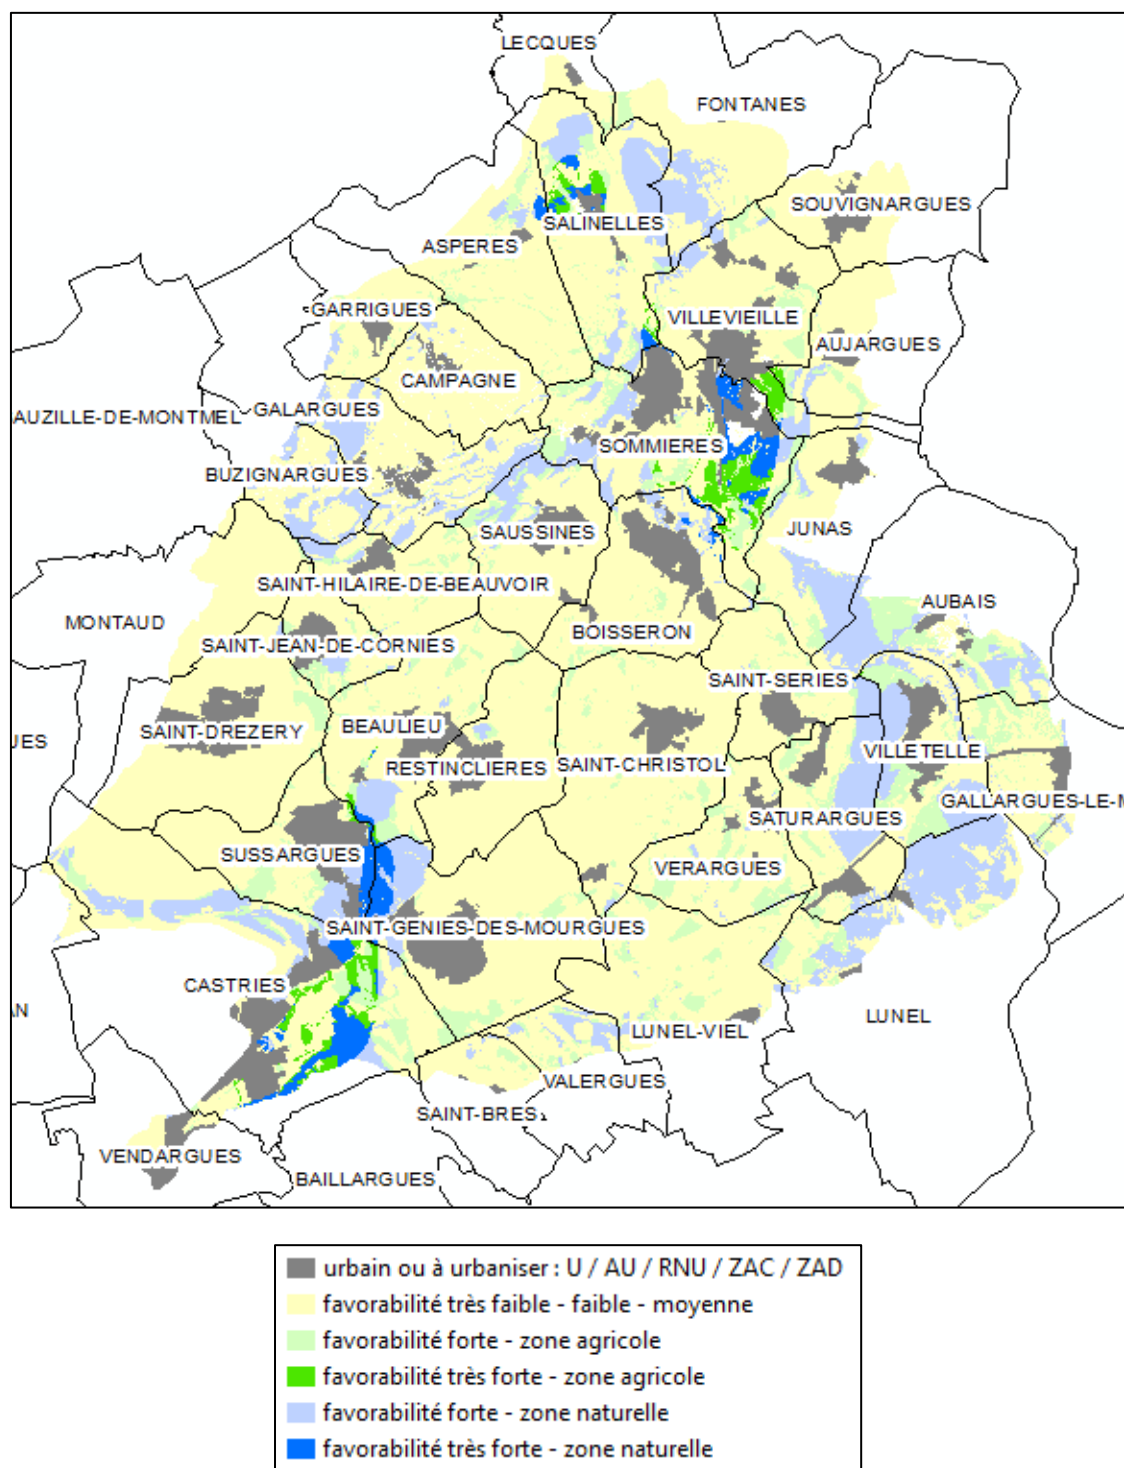 LECQUES
FONTANES
SOUVIGNARGUES
SALINELLES
ASPERES
GARRIGUES
VILLEVIEILLE
AUJARGUES
CAMPAGNE
GALARGUES
AUZILLE-DE-MONTMEL
SOMMIERES
BUZIGNARGUES
SAUSSINES
JUNAS
SAINT-HILAIRE-DE-BEAUVOIR
AUBAIS
MONTAUD
BOISSERON
SAINT-JEAN-DE-CORNIES
SAINT-SERIES
BEAULIEU
SAINT-DREZERY
UES
VILLETELLE
RESTINCLIERES
SAINT-CHRISTOL
GALLARGUES-LE-M
SATURARGUES
SUSSARGUES
VERARGUES
SAINT-GENIES-DES-MOURGUES
CASTRIES
AN
LUNEL
LUNEL-VIEL
VALERGUES
SAINT-BRES
VENDARGUES
BAILLARGUES
urbain ou à urbaniser : U / AU / RNU / ZAC / ZAD
favorabilité très faible - faible - moyenne
favorabilité forte - zone agricole
favorabilité très forte - zone agricole
favorabilité forte - zone naturelle
favorabilité très forte - zone naturelle